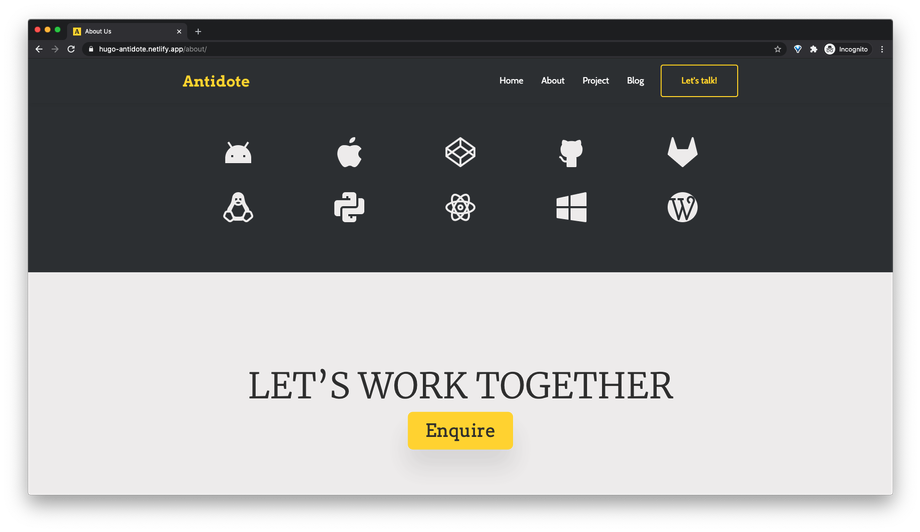 About Us
hugo-antidote.netlify.app/about/
Incognito
Antidote
Home About Project Blog Let's talk!
LET’S WORK TOGETHER
Enquire